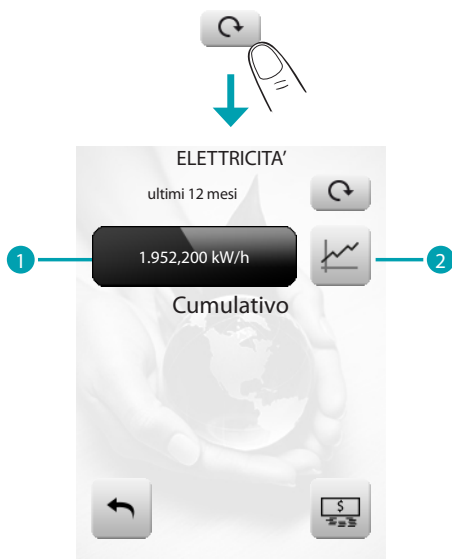 ELETTRICITA’
ultimi 12 mesi
1 1.952,200 kW/h 2
Cumulativo
$